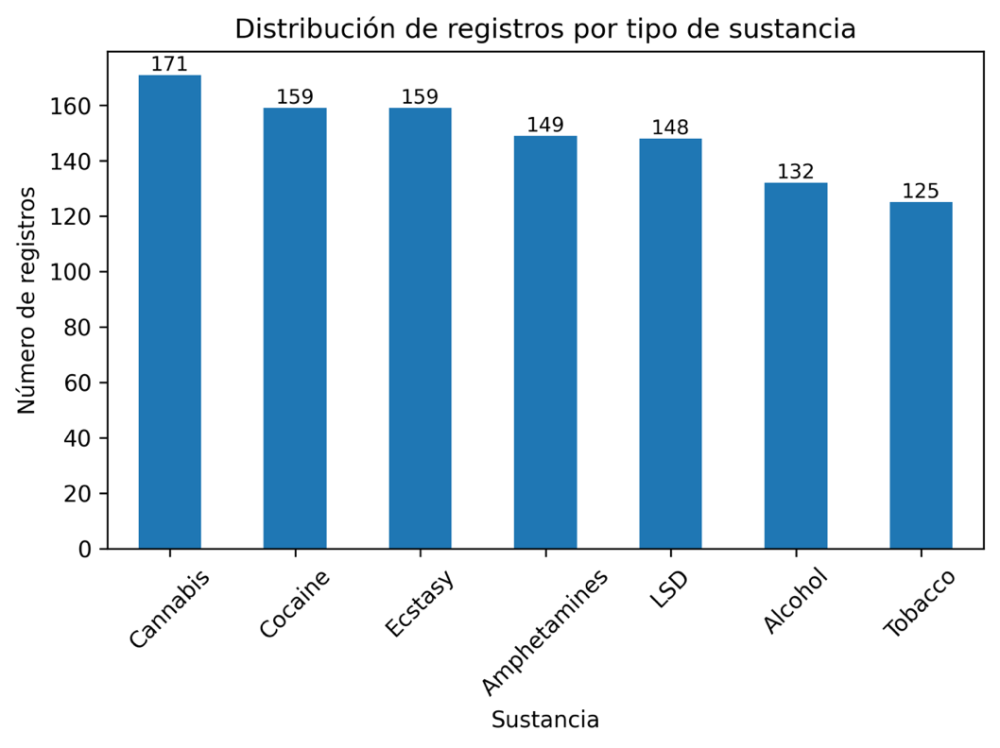 Distribución de registros por tipo de sustancia
171
159
159
149
148
132
125
160
140
120
100
80
60
40
20
0
Número de registros
Cannabis
Cocaine
Ecstasy
Amphetamines
LSD
Alcohol
Tobacco
Sustancia